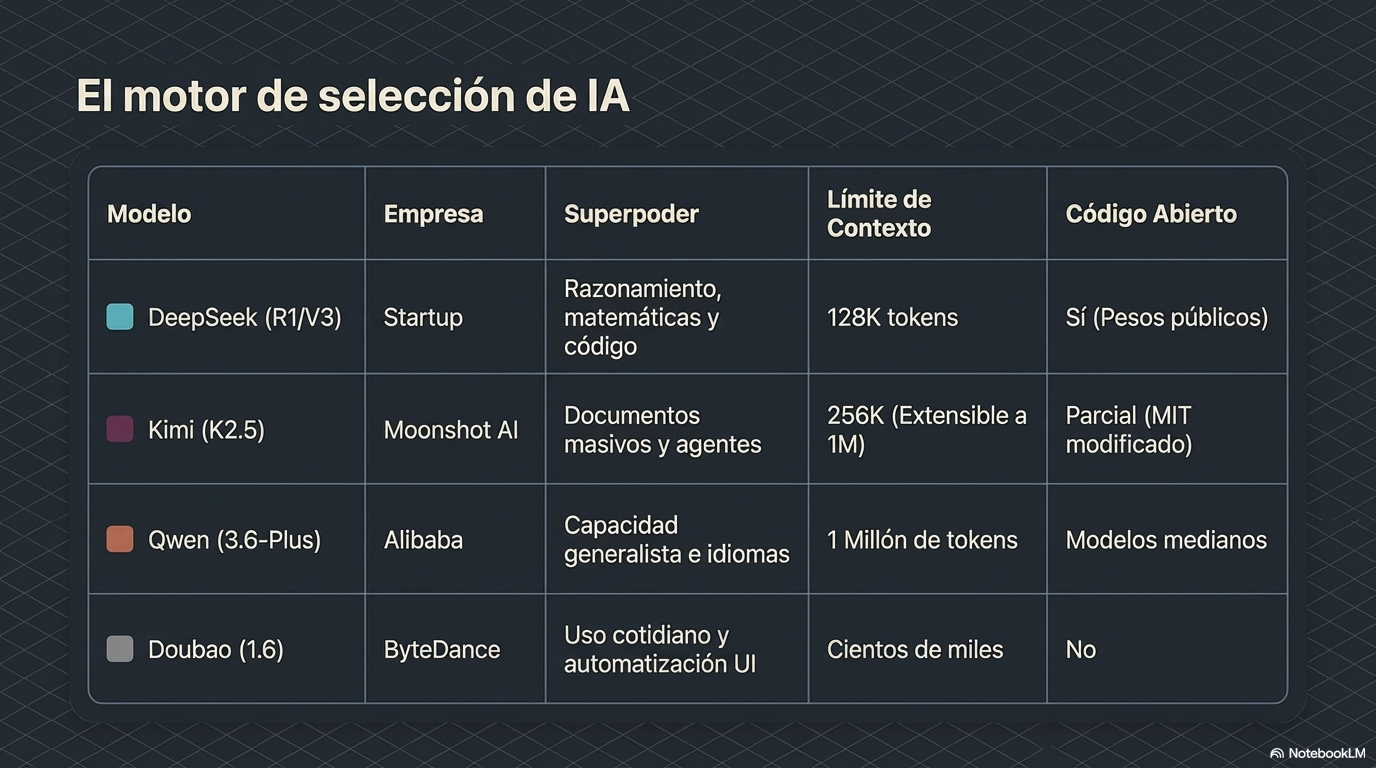 El motor de selección de IA
Modelo
Empresa
Superpoder
Límite de
Contexto
Código Abierto
DeepSeek (R1/V3)
Startup
Razonamiento,
matemáticas y
código
128K tokens
Sí (Pesos públicos)
Kimi (K2.5)
Moonshot AI
Documentos
masivos y agentes
256K (Extensible a
1M)
Parcial (MIT
modificado)
Qwen (3.6-Plus)
Alibaba
Capacidad
generalista e idiomas
1 Millón de tokens
Modelos medianos
Doubao (1.6)
ByteDance
Uso cotidiano y
automatización UI
Cientos de miles
No
NotebookLM